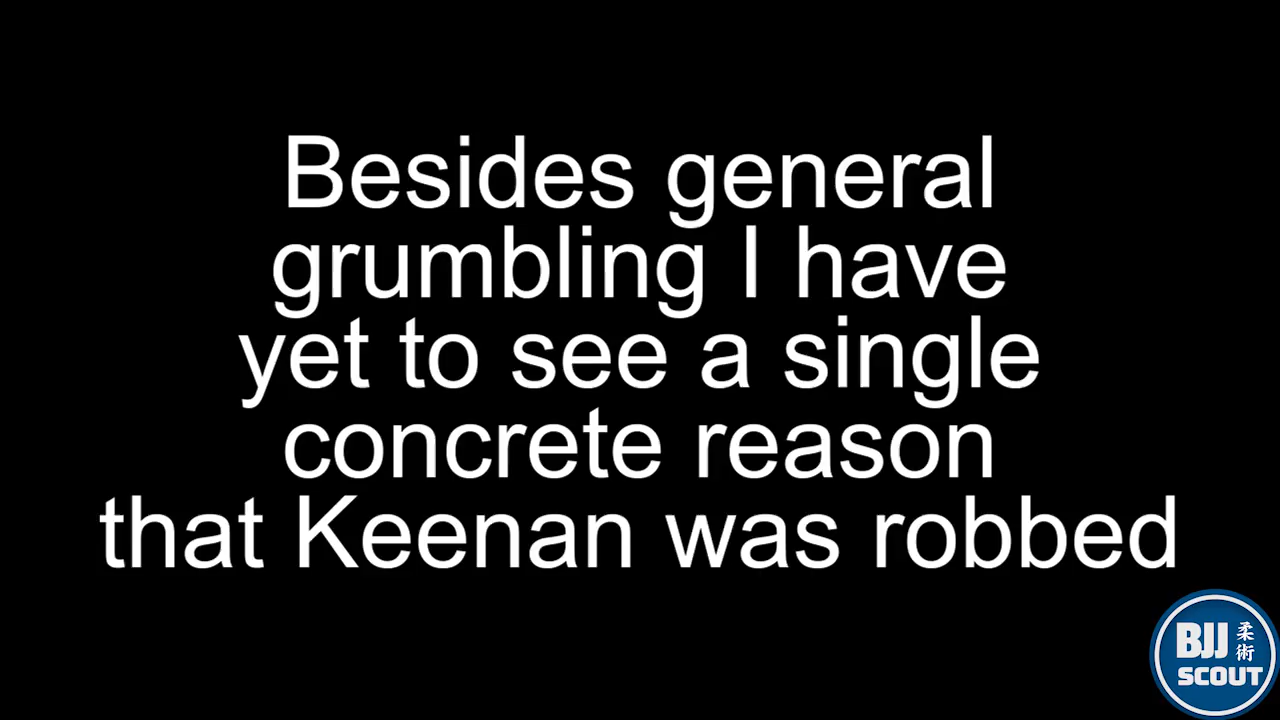 Besides general
grumbling I have
yet to see a single
concrete reason
that Keenan was robbed
BJJ 柔術
SCOUT